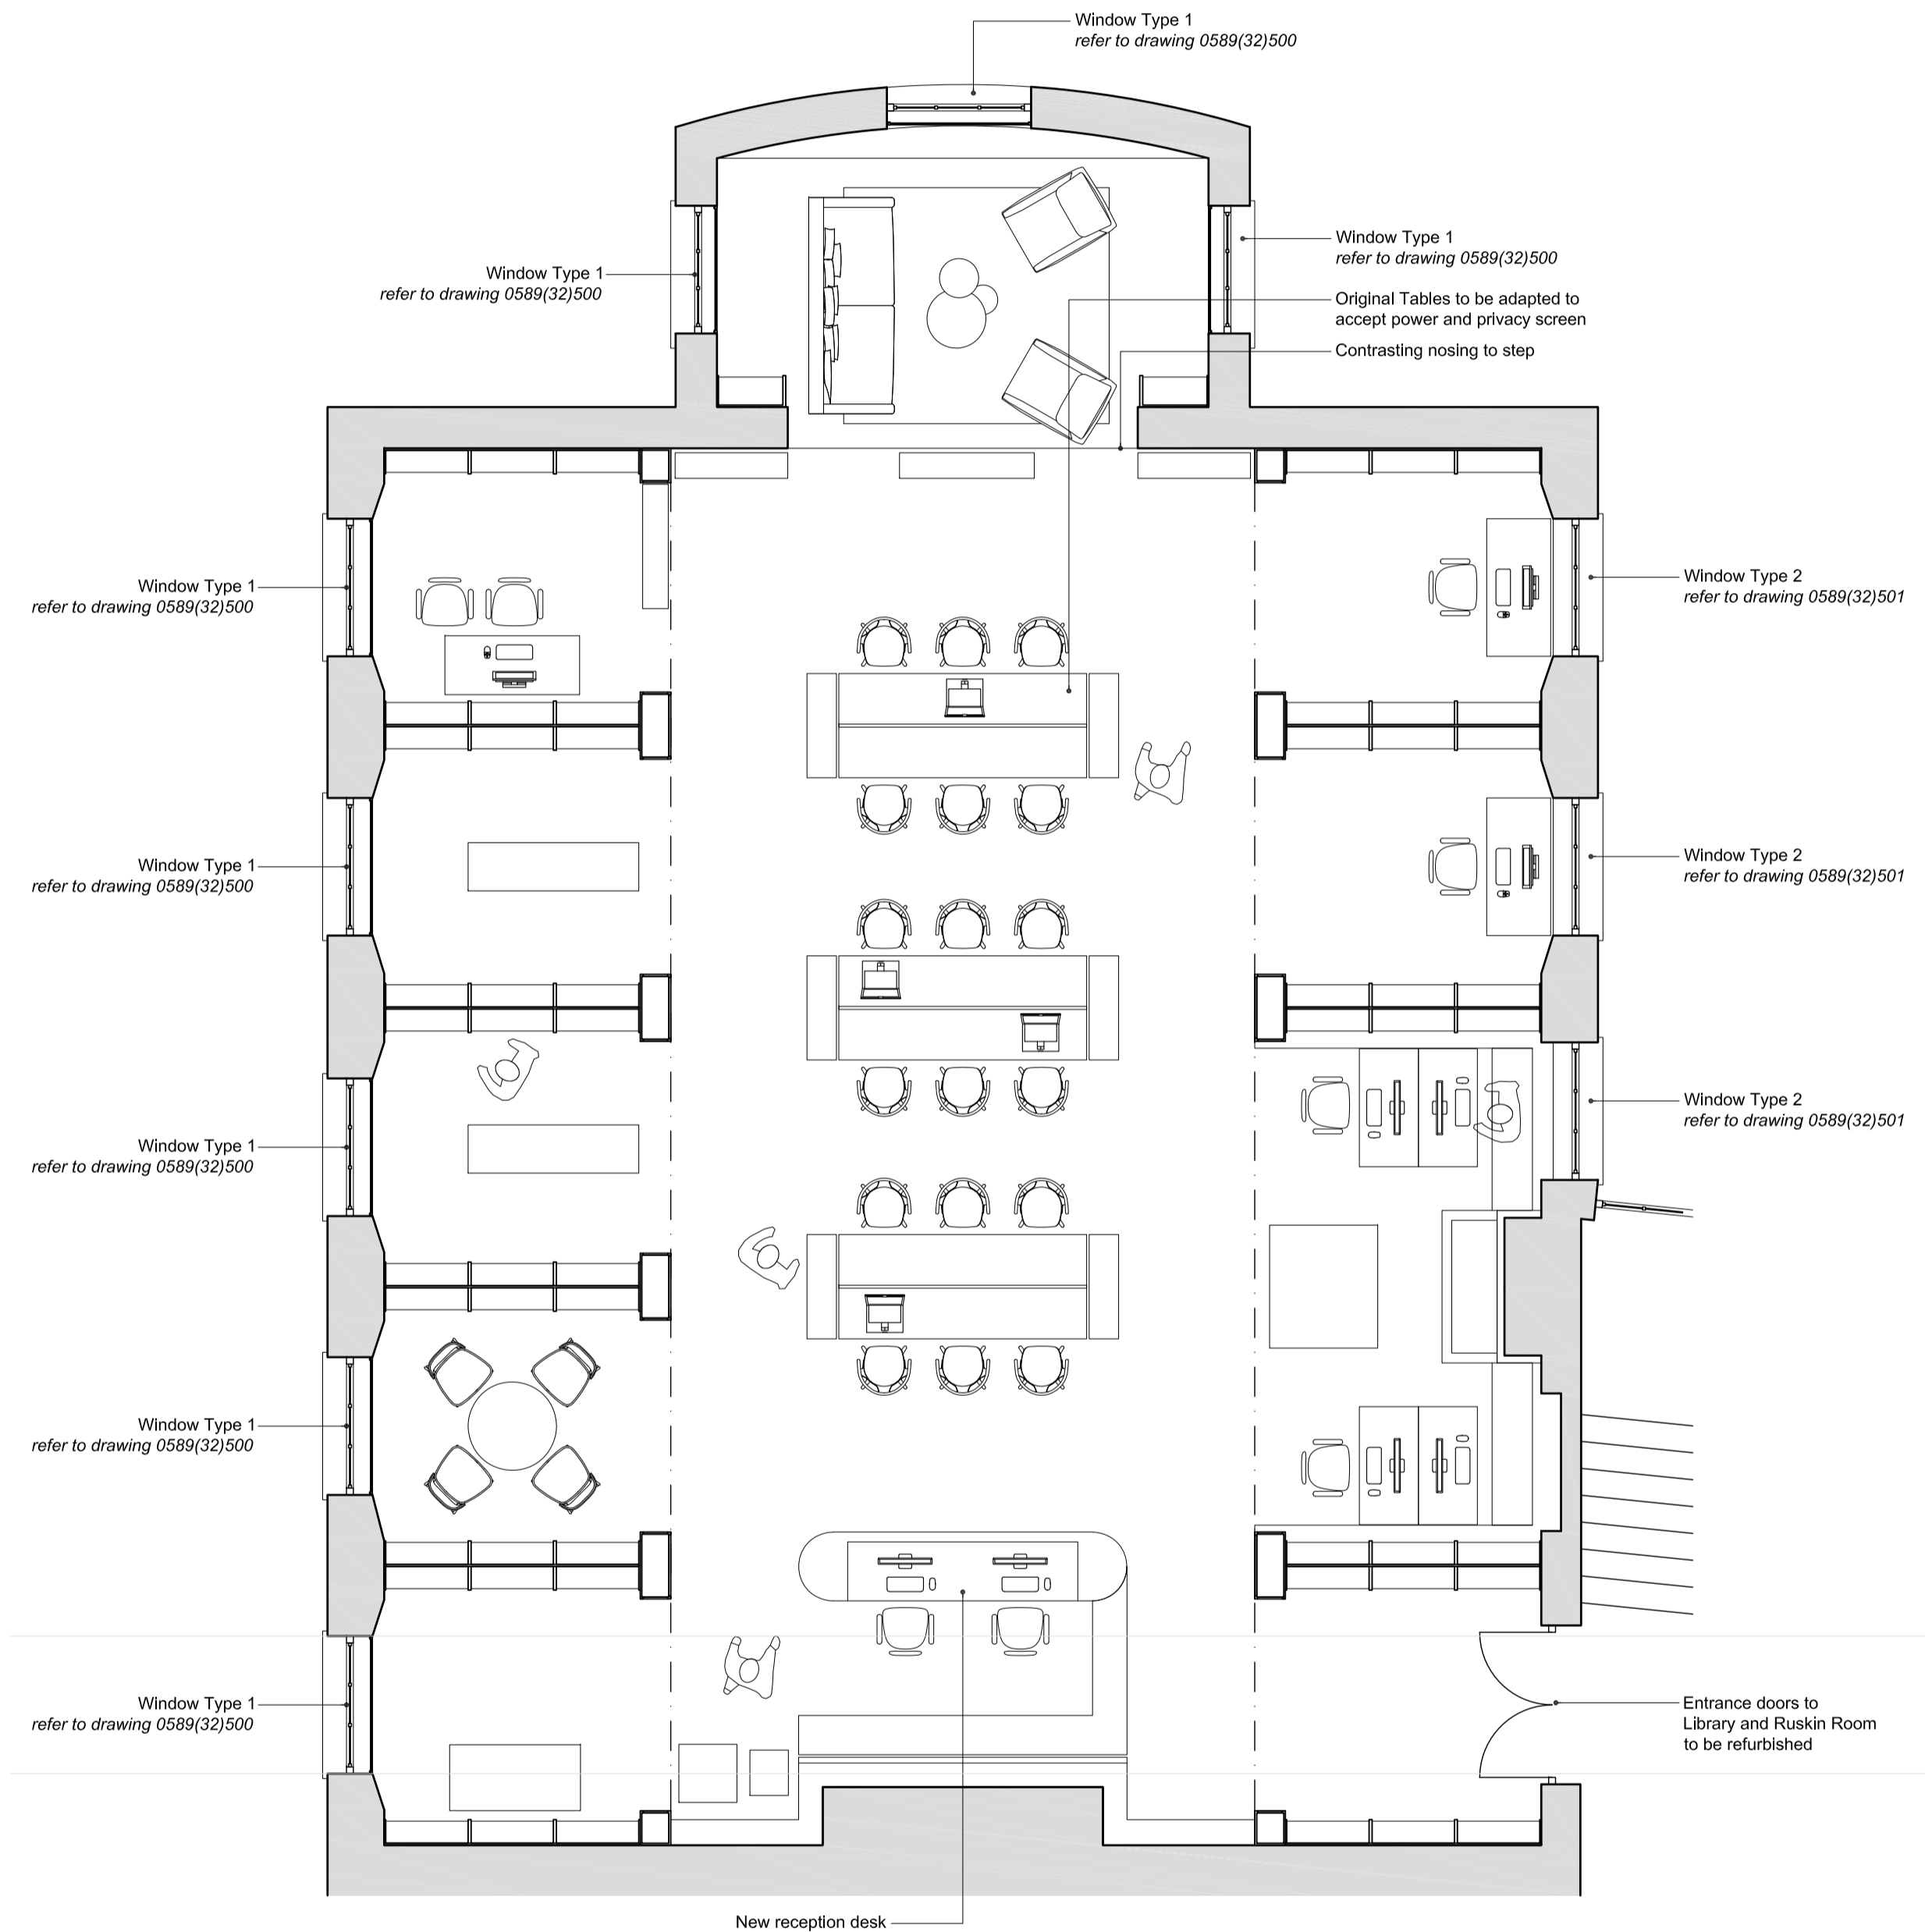 Window Type 1
refer to drawing 0589(32)500
Window Type 1
refer to drawing 0589(32)500
Window Type 1
refer to drawing 0589(32)500
Original Tables to be adapted to
accept power and privacy screen
Contrasting nosing to step
Window Type 1
refer to drawing 0589(32)500
Window Type 2
refer to drawing 0589(32)501
Window Type 1
refer to drawing 0589(32)500
Window Type 2
refer to drawing 0589(32)501
Window Type 1
refer to drawing 0589(32)500
Window Type 2
refer to drawing 0589(32)501
Window Type 1
refer to drawing 0589(32)500
Window Type 1
refer to drawing 0589(32)500
Entrance doors to
Library and Ruskin Room
to be refurbished
New reception desk